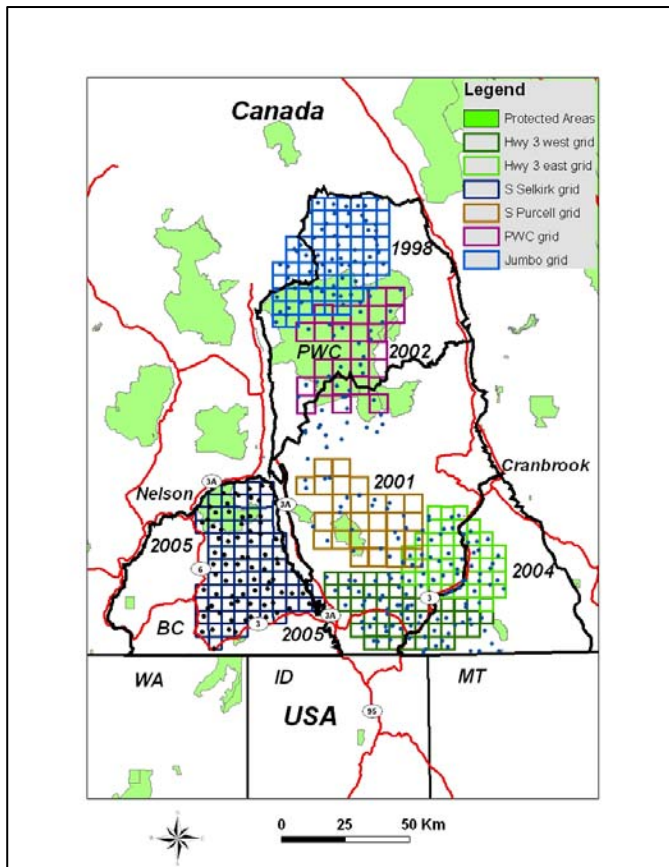 Canada
Legend
Protected Areas
Hwy 3 west grid
Hwy 3 east grid
S Selkirk grid
S Purcell grid
PWC grid
Jumbo grid
1998
PWC
2002
Cranbrook
2001
3A
Nelson
3A
2005
6
2004
3
3A
BC
3
2005
WA
ID
MT
USA
95
0 25 50 Km